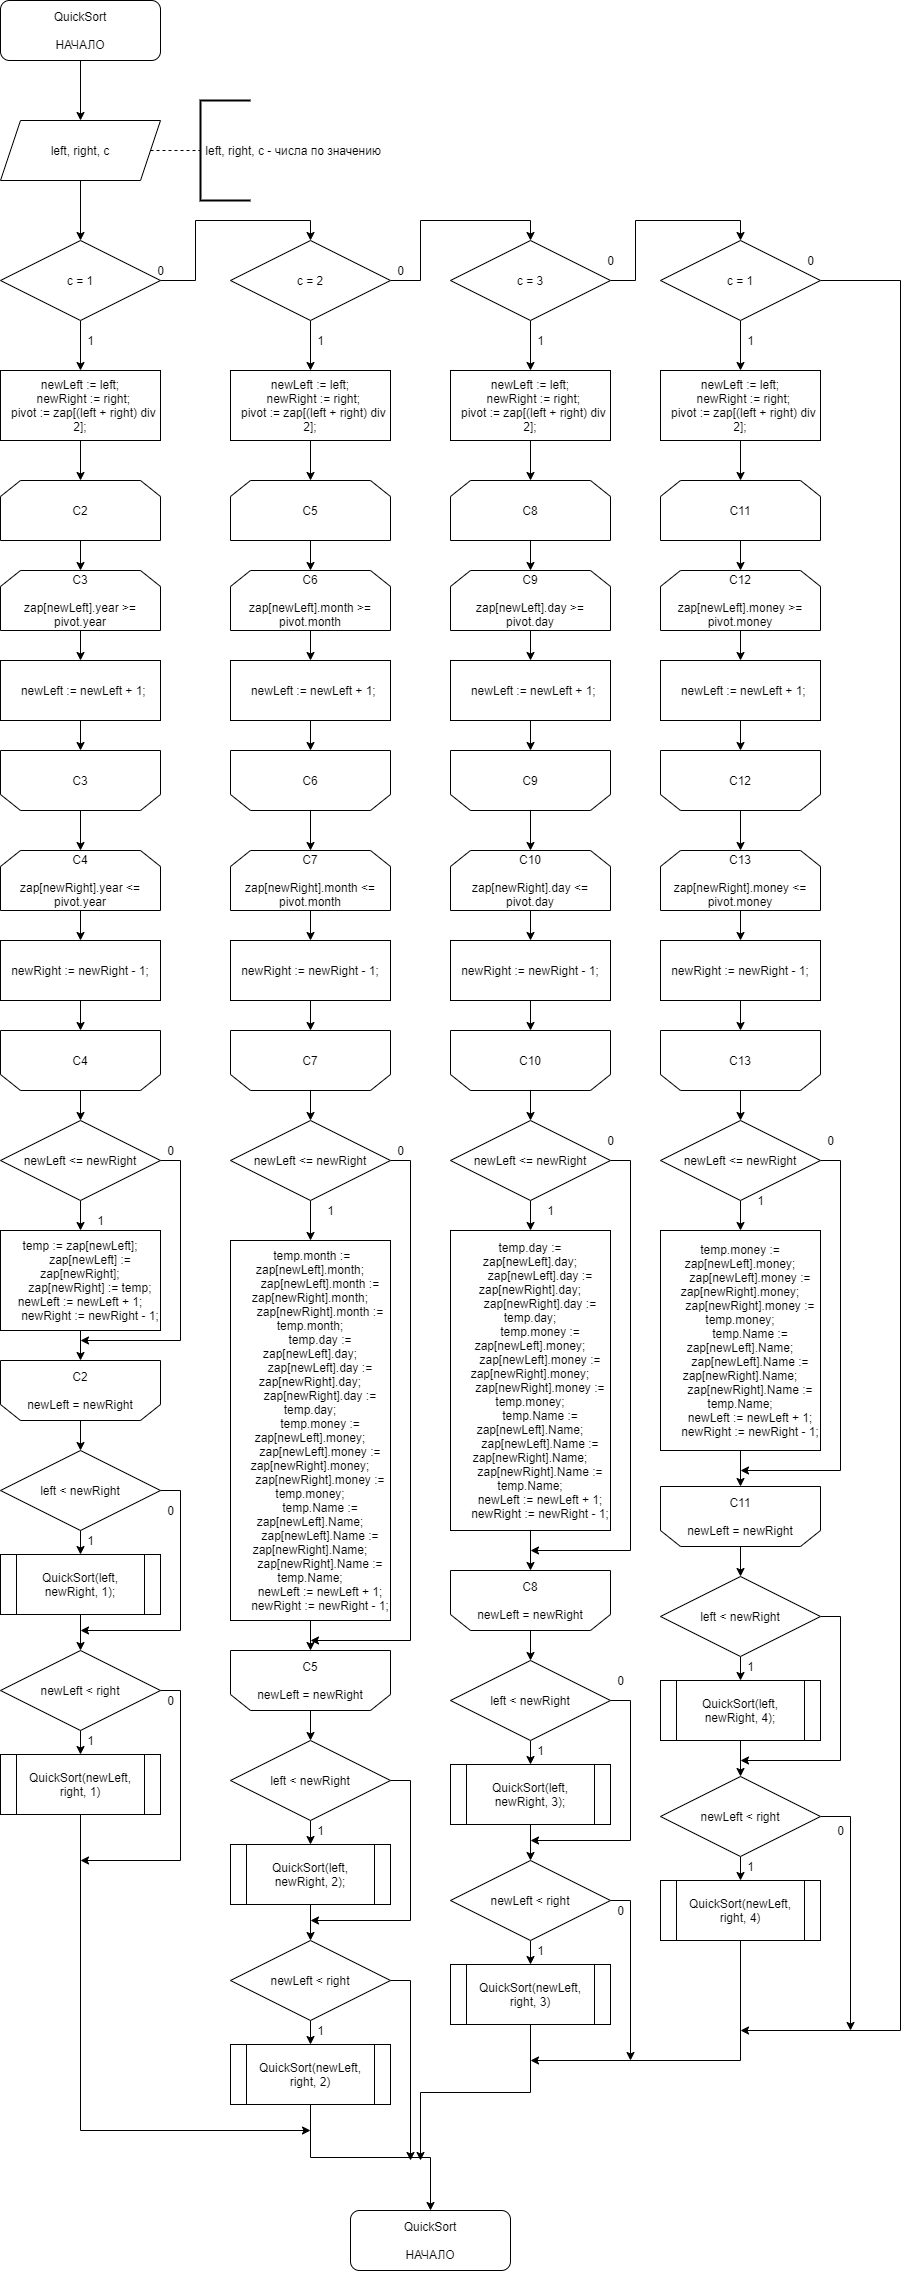 QuickSort
НАЧАЛО
left, right, c
left, right, c - числа по значению
c = 1
0
1
newLeft := left;
newRight := right;
pivot := zap[(left + right) div
2];
C2
C3
zap[newLeft].year >=
pivot.year
newLeft := newLeft + 1;
C3
C4
zap[newRight].year <=
pivot.year
newRight := newRight - 1;
C4
newLeft <= newRight
0
1
temp := zap[newLeft];
zap[newLeft] :=
zap[newRight];
zap[newRight] := temp;
newLeft := newLeft + 1;
newRight := newRight - 1;
C2
newLeft = newRight
left < newRight
0
1
QuickSort(left,
newRight, 1);
newLeft < right
0
1
QuickSort(newLeft,
right, 1)
c = 2
0
1
newLeft := left;
newRight := right;
pivot := zap[(left + right) div
2];
C5
C6
zap[newLeft].month >=
pivot.month
newLeft := newLeft + 1;
C6
C7
zap[newRight].month <=
pivot.month
newRight := newRight - 1;
C7
newLeft <= newRight
0
1
temp.month :=
zap[newLeft].month;
zap[newLeft].month :=
zap[newRight].month;
zap[newRight].month :=
temp.month;
temp.day :=
zap[newLeft].day;
zap[newLeft].day :=
zap[newRight].day;
zap[newRight].day :=
temp.day;
temp.money :=
zap[newLeft].money;
zap[newLeft].money :=
zap[newRight].money;
zap[newRight].money :=
temp.money;
temp.Name :=
zap[newLeft].Name;
zap[newLeft].Name :=
zap[newRight].Name;
zap[newRight].Name :=
temp.Name;
newLeft := newLeft + 1;
newRight := newRight - 1;
C5
newLeft = newRight
left < newRight
1
QuickSort(left,
newRight, 2);
newLeft < right
1
QuickSort(newLeft,
right, 2)
c = 3
0
1
newLeft := left;
newRight := right;
pivot := zap[(left + right) div
2];
C8
C9
zap[newLeft].day >=
pivot.day
newLeft := newLeft + 1;
C9
C10
zap[newRight].day <=
pivot.day
newRight := newRight - 1;
C10
newLeft <= newRight
0
1
temp.day :=
zap[newLeft].day;
zap[newLeft].day :=
zap[newRight].day;
zap[newRight].day :=
temp.day;
temp.money :=
zap[newLeft].money;
zap[newLeft].money :=
zap[newRight].money;
zap[newRight].money :=
temp.money;
temp.Name :=
zap[newLeft].Name;
zap[newLeft].Name :=
zap[newRight].Name;
zap[newRight].Name :=
temp.Name;
newLeft := newLeft + 1;
newRight := newRight - 1;
C8
newLeft = newRight
left < newRight
0
1
QuickSort(left,
newRight, 3);
newLeft < right
0
1
QuickSort(newLeft,
right, 3)
c = 1
0
1
newLeft := left;
newRight := right;
pivot := zap[(left + right) div
2];
C11
C12
zap[newLeft].money >=
pivot.money
newLeft := newLeft + 1;
C12
C13
zap[newRight].money <=
pivot.money
newRight := newRight - 1;
C13
newLeft <= newRight
0
1
temp.money :=
zap[newLeft].money;
zap[newLeft].money :=
zap[newRight].money;
zap[newRight].money :=
temp.money;
temp.Name :=
zap[newLeft].Name;
zap[newLeft].Name :=
zap[newRight].Name;
zap[newRight].Name :=
temp.Name;
newLeft := newLeft + 1;
newRight := newRight - 1;
C11
newLeft = newRight
left < newRight
1
QuickSort(left,
newRight, 4);
newLeft < right
0
1
QuickSort(newLeft,
right, 4)
QuickSort
НАЧАЛО